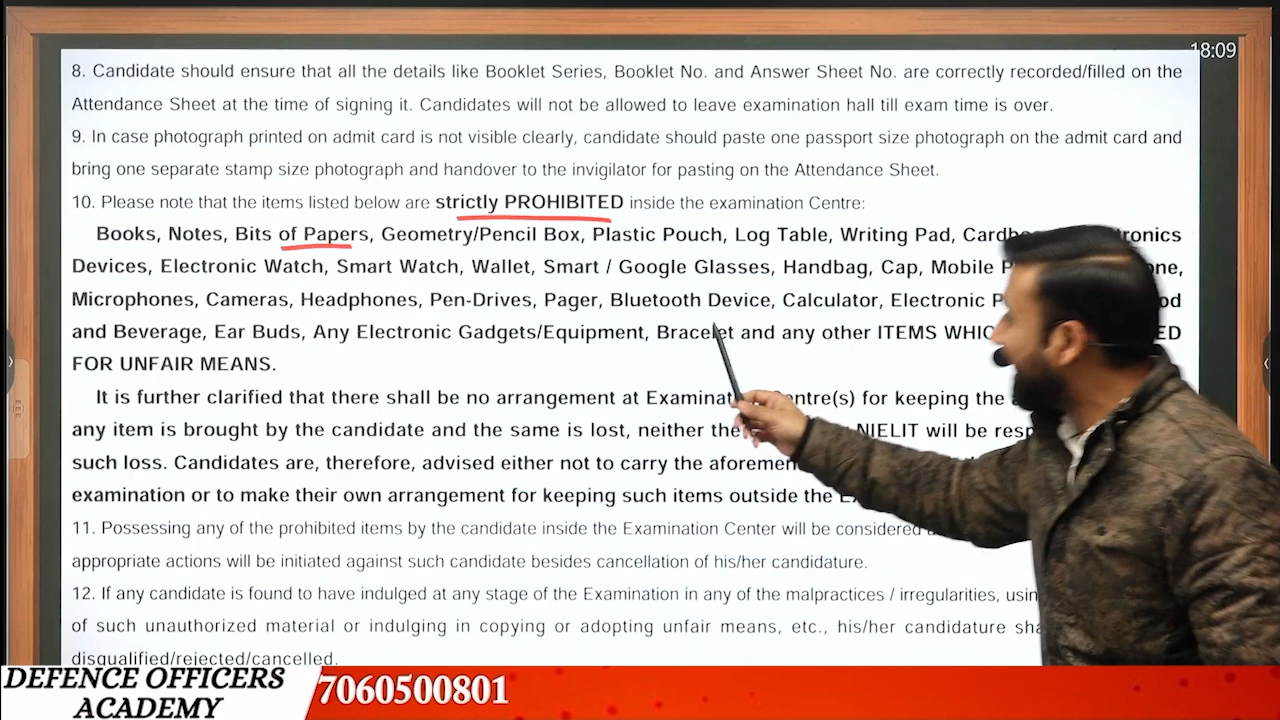 18:09
8. Candidate should ensure that all the details like Booklet Series, Booklet No. and Answer Sheet No. are correctly recorded/filled on the
Attendance Sheet at the time of signing it. Candidates will not be allowed to leave examination hall till exam time is over.
9. In case photograph printed on admit card is not visible clearly, candidate should paste one passport size photograph on the admit card and
bring one separate stamp size photograph and handover to the invigilator for pasting on the Attendance Sheet.
10. Please note that the items listed below are strictly PROHIBITED inside the examination Centre:
Books, Notes, Bits of Papers, Geometry/Pencil Box, Plastic Pouch, Log Table, Writing Pad,
Devices, Electronic Watch, Smart Watch, Wallet, Smart / Google Glasses, Handbag, Cap, Mobile
Microphones, Cameras, Headphones, Pen-Drives, Pager, Bluetooth Device, Calculator, Electronic
and Beverage, Ear Buds, Any Electronic Gadgets/Equipment, Bracelet and any other ITEMS
FOR UNFAIR MEANS.
It is further clarified that there shall be no arrangement at for keeping the
any item is brought by the candidate and the same is lost, neither the NIELIT will be
such loss. Candidates are, therefore, advised either not to carry the
examination or to make their own arrangement for keeping such items outside the
11. Possessing any of the prohibited items by the candidate inside the Examination Center will be considered
appropriate actions will be initiated against such candidate besides cancellation of his/her candidature.
12. If any candidate is found to have indulged at any stage of the Examination in any of the malpractices / irregularities,
of such unauthorized material or indulging in copying or adopting unfair means, etc., his/her candidature
disqualified/rejected/cancelled.
DEFENCE OFFICERS
ACADEMY
7060500801